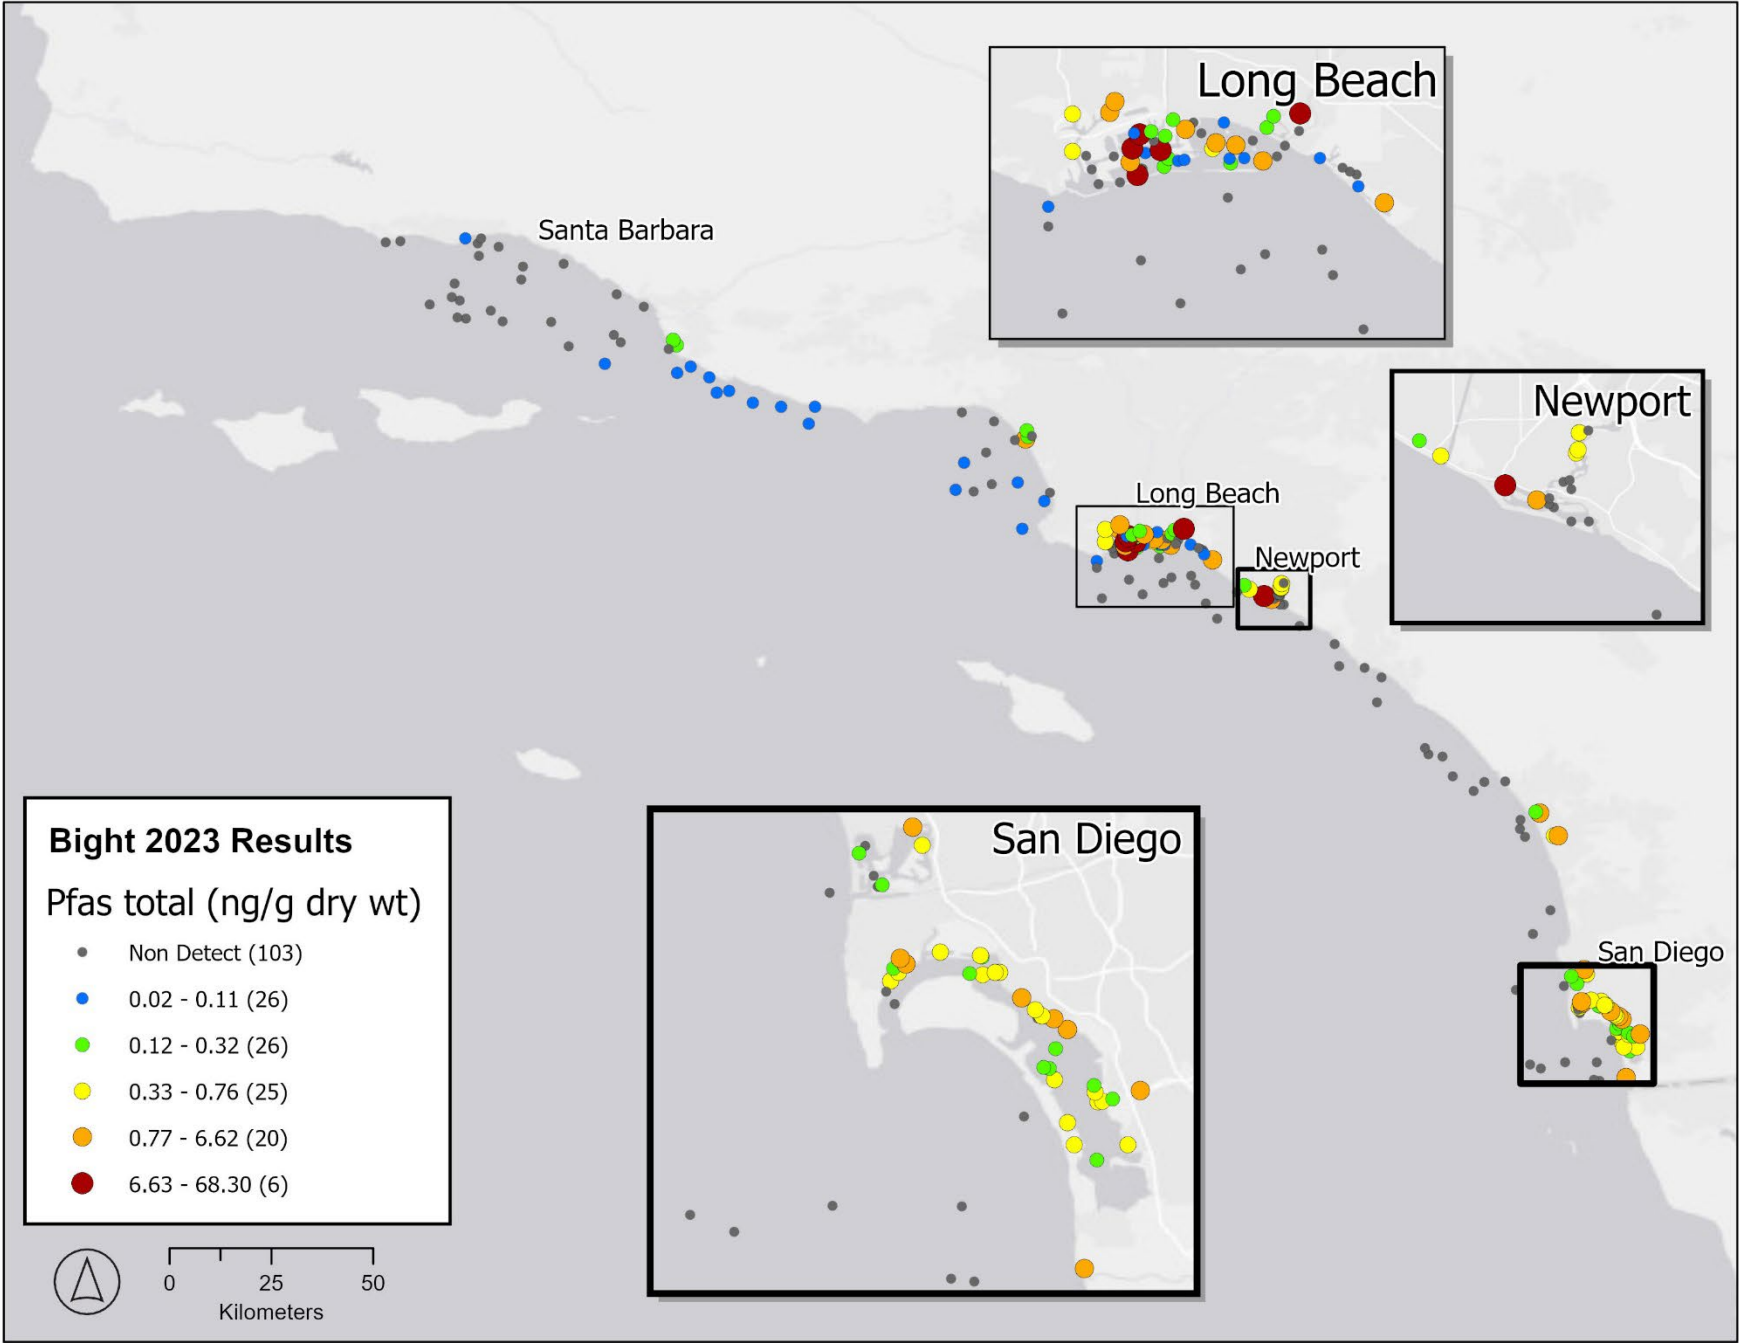 Long Beach
Santa Barbara
Newport
Long Beach
Newport
San Diego
San Diego
Bight 2023 Results
Pfas total (ng/g dry wt)
Non Detect (103)
0.02 - 0.11 (26)
0.12 - 0.32 (26)
0.33 - 0.76 (25)
0.77 - 6.62 (20)
6.63 - 68.30 (6)
0 25 50
Kilometers